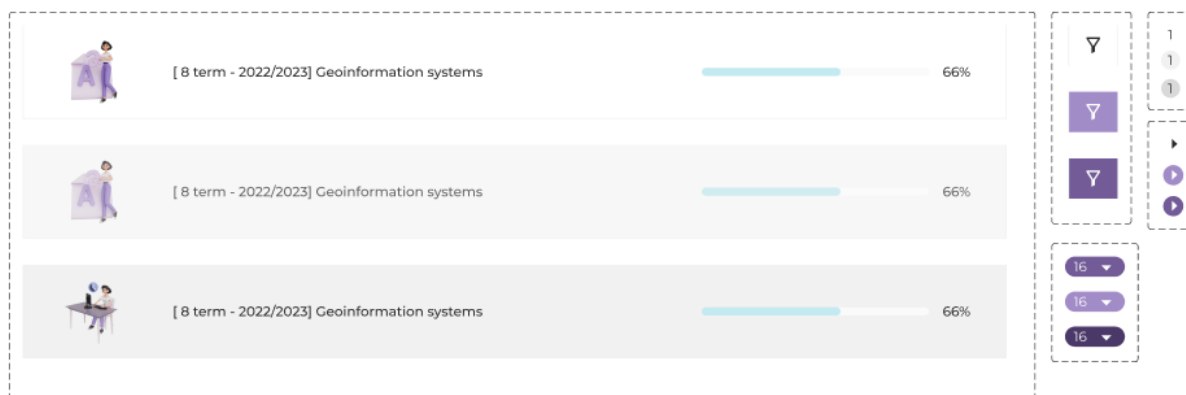 [ 8 term - 2022/2023] Geoinformation systems 66%
[ 8 term - 2022/2023] Geoinformation systems 66%
[ 8 term - 2022/2023] Geoinformation systems 66%
1
1
1
16
16
16
A
A